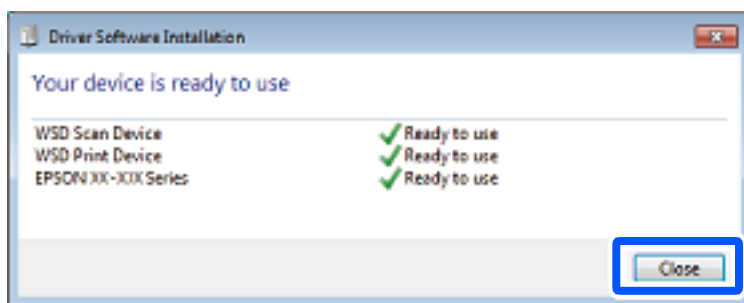 Driver Software Installation
Your device is ready to use
WSD Scan Device Ready to use
WSD Print Device Ready to use
EPSON XX-XXX Series Ready to use
Close